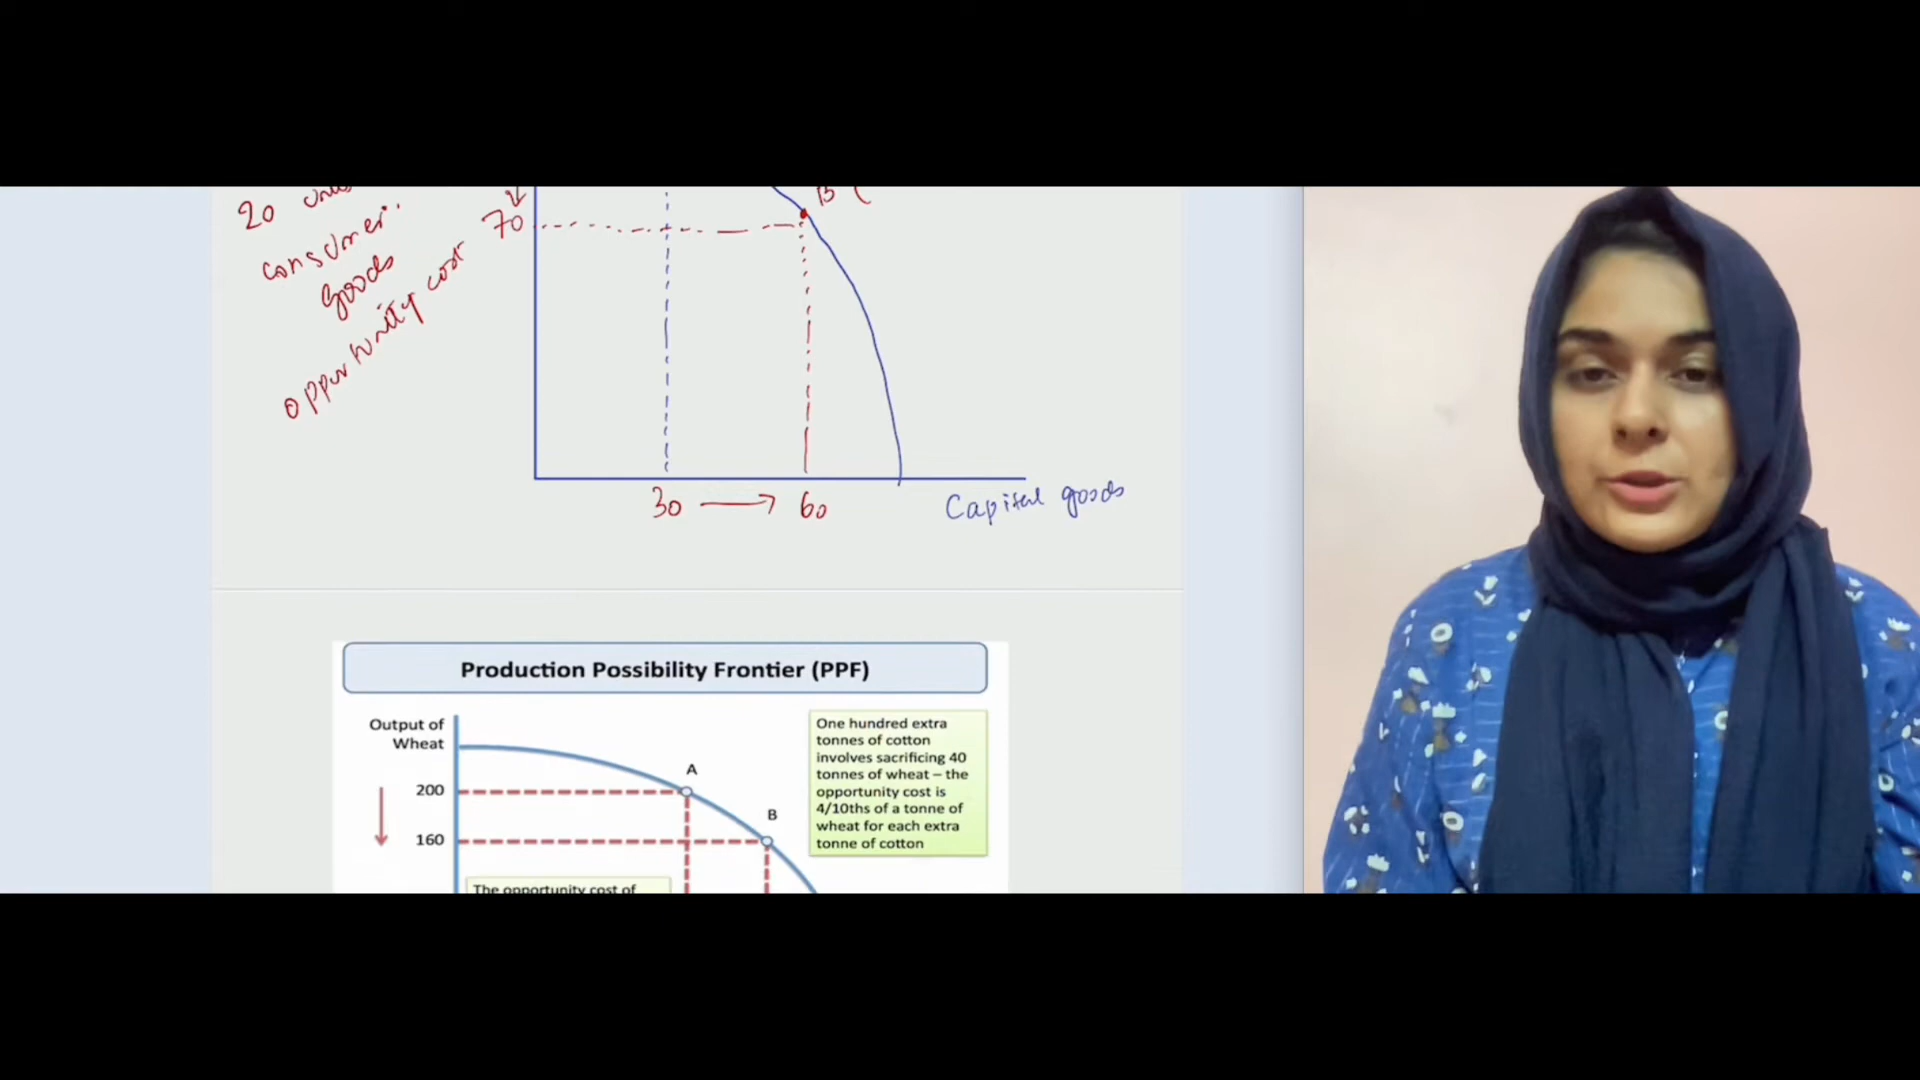 20
consumer
goods
opportunity cost
70
B (
30 → 60
Capital goods
Production Possibility Frontier (PPF)
Output of
Wheat
200
160
A
B
One hundred extra
tonnes of cotton
involves sacrificing 40
tonnes of wheat – the
opportunity cost is
4/10ths of a tonne of
wheat for each extra
tonne of cotton
The opportunity cost of